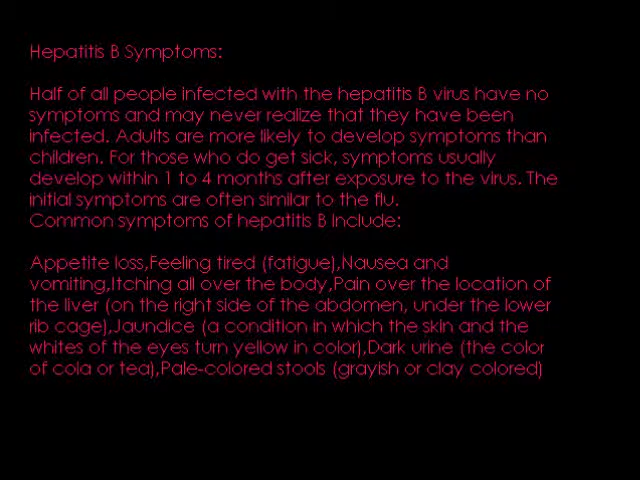 Hepatitis B Symptoms:
Half of all people infected with the hepatitis B virus have no
symptoms and may never realize that they have been
infected. Adults are more likely to develop symptoms than
children. For those who do get sick, symptoms usually
develop within 1 to 4 months after exposure to the virus. The
initial symptoms are often similar to the flu.
Common symptoms of hepatitis B include:
Appetite loss,Feeling tired (fatigue),Nausea and
vomiting,Itching all over the body,Pain over the location of
the liver (on the right side of the abdomen, under the lower
rib cage),Jaundice (a condition in which the skin and the
whites of the eyes turn yellow in color),Dark urine (the color
of cola or tea),Pale-colored stools (grayish or clay colored)